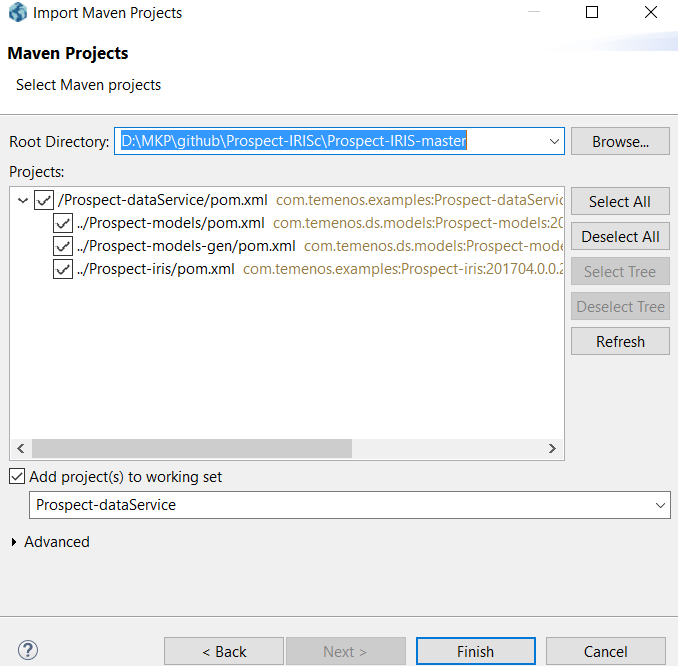 Import Maven Projects
Maven Projects
Select Maven projects
Root Directory: D:\MKP\github\Prospect-IRISc\Prospect-IRIS-master Browse...
Projects:
/Prospect-dataService/pom.xml com.temenos.examples:Prospect-dataServic
../Prospect-models/pom.xml com.temenos.ds.models:Prospect-models:20
../Prospect-models-gen/pom.xml com.temenos.ds.models:Prospect-mode
../Prospect-iris/pom.xml com.temenos.examples:Prospect-iris:201704.0.0.2
Select All
Deselect All
Select Tree
Deselect Tree
Refresh
Add project(s) to working set
Prospect-dataService
Advanced
? < Back Next > Finish Cancel